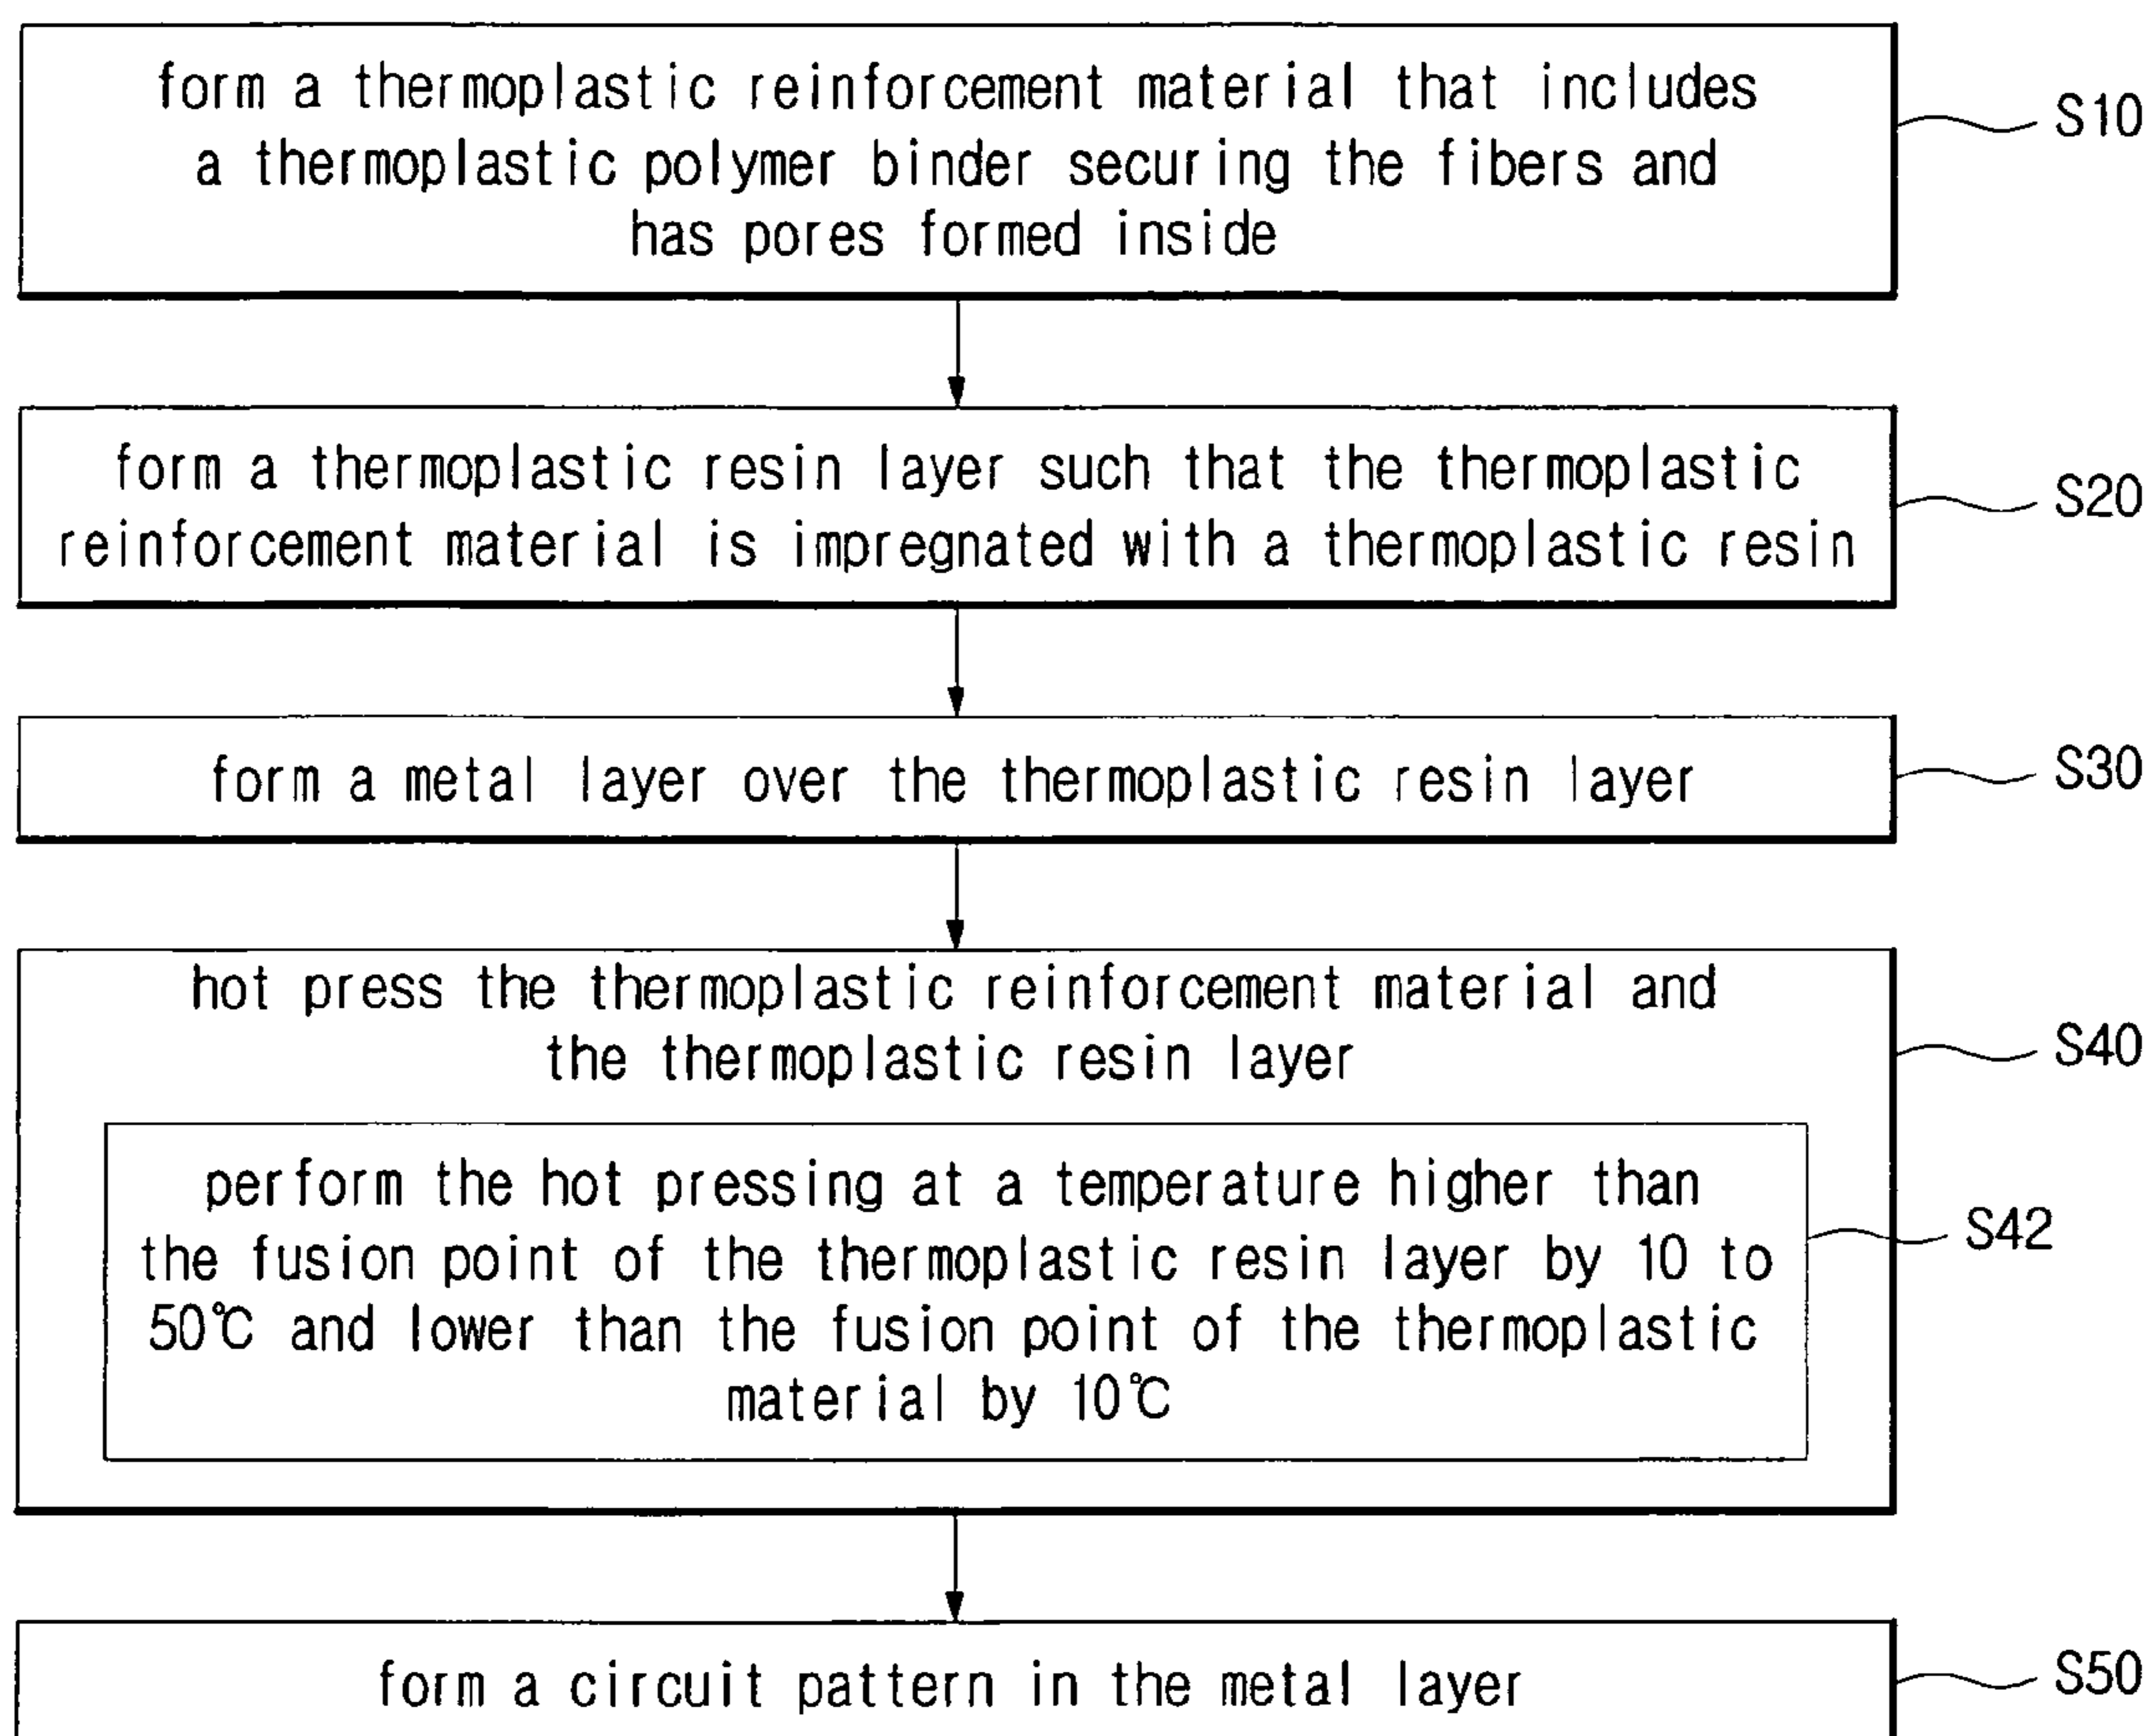 form a thermoplastic reinforcement material that includes
a thermoplastic polymer binder securing the fibers and
has pores formed inside
S10
form a thermoplastic resin layer such that the thermoplastic
reinforcement material is impregnated with a thermoplastic resin
S20
form a metal layer over the thermoplastic resin layer
S30
hot press the thermoplastic reinforcement material and
the thermoplastic resin layer
S40
perform the hot pressing at a temperature higher than
the fusion point of the thermoplastic resin layer by 10 to
50℃ and lower than the fusion point of the thermoplastic
material by 10℃
S42
form a circuit pattern in the metal layer
S50